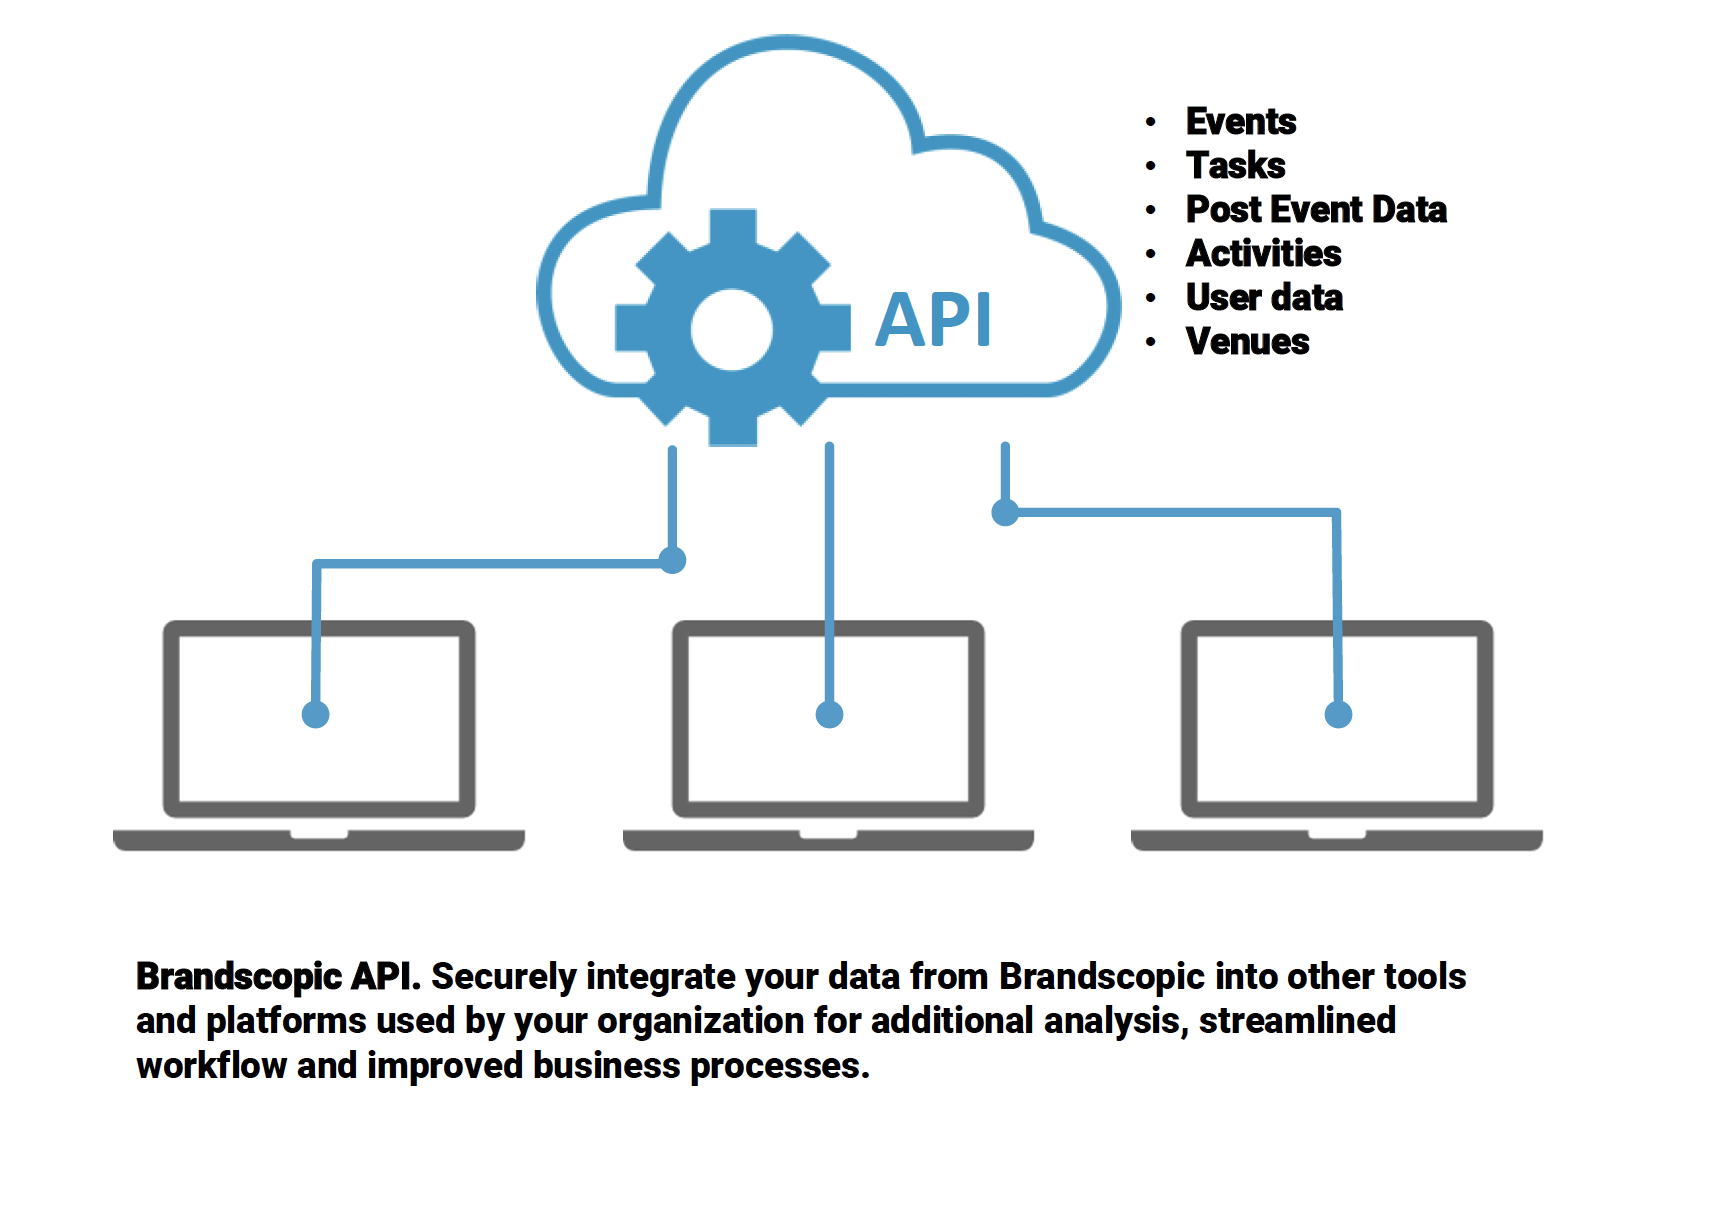 API
• Events
• Tasks
• Post Event Data
• Activities
• User data
• Venues
Brandscopic API. Securely integrate your data from Brandscopic into other tools
and platforms used by your organization for additional analysis, streamlined
workflow and improved business processes.